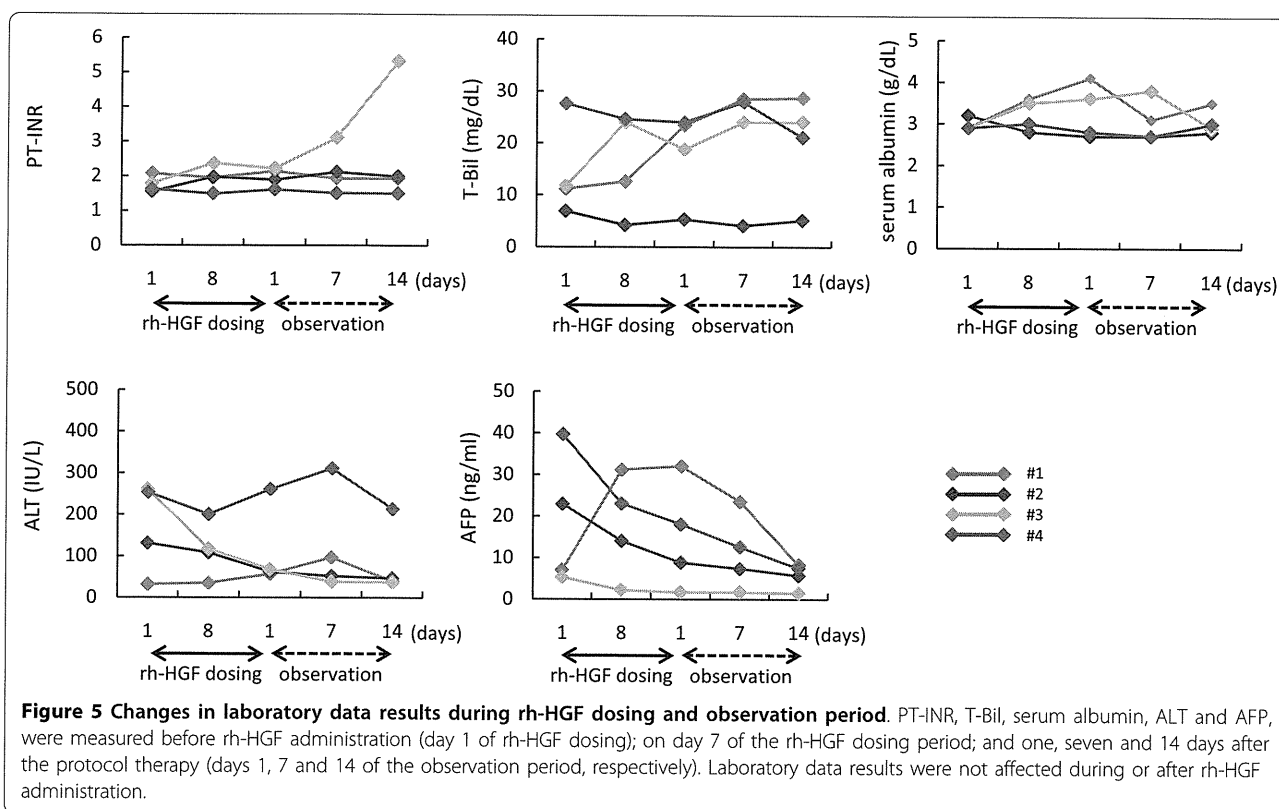 6
5
4
3
2
1
0
PT-INR
1 8 1 7 14 (days)
rh-HGF dosing observation
40
30
20
10
0
T-Bil (mg/dL)
1 8 1 7 14 (days)
rh-HGF dosing observation
5
4
3
2
1
0
serum albumin (g/dL)
1 8 1 7 14 (days)
rh-HGF dosing observation
500
400
300
200
100
0
ALT (IU/L)
1 8 1 7 14 (days)
rh-HGF dosing observation
50
40
30
20
10
0
AFP (ng/ml)
1 8 1 7 14 (days)
rh-HGF dosing observation
#1
#2
#3
#4
Figure 5 Changes in laboratory data results during rh-HGF dosing and observation period. PT-INR, T-Bil, serum albumin, ALT and AFP,
were measured before rh-HGF administration (day 1 of rh-HGF dosing); on day 7 of the rh-HGF dosing period; and one, seven and 14 days after
the protocol therapy (days 1, 7 and 14 of the observation period, respectively). Laboratory data results were not affected during or after rh-HGF
administration.